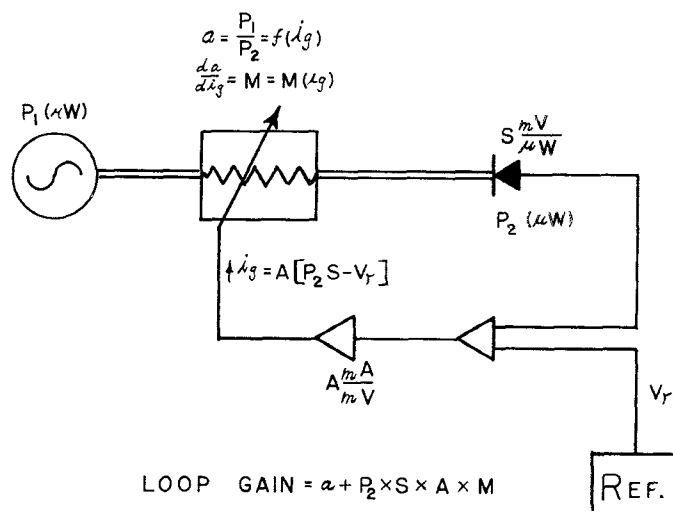 a = P₁/P₂ = f(ig)
da/dig = M = M(ig)
P₁ (μW)
S mV/μW
P₂ (μW)
ig = A[P₂ S-Vr]
A mA/mV
Vr
LOOP GAIN = a + P₂ × S × A × M
REF.